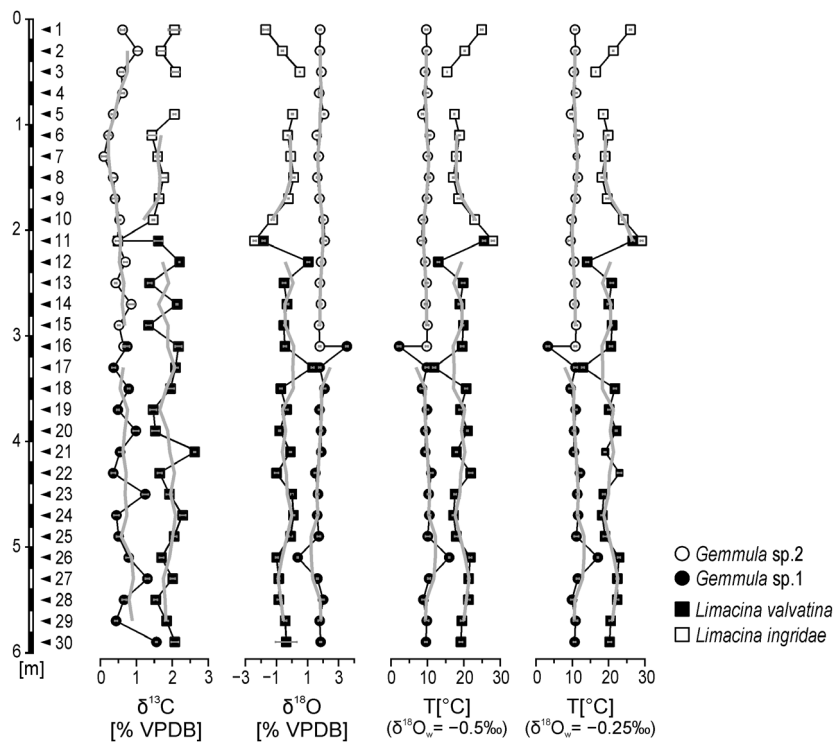 0
1
2
3
4
5
6
[m]
1
2
3
4
5
6
7
8
9
10
11
12
13
14
15
16
17
18
19
20
21
22
23
24
25
26
27
28
29
30
0 1 2 3
−3 −1 1 3
0 10 20 30
0 10 20 30
δ¹³C
[% VPDB]
δ¹⁸O
[% VPDB]
T[°C]
(δ¹⁸Ow= −0.5‰)
T[°C]
(δ¹⁸Ow= −0.25‰)
Gemmula sp.2
Gemmula sp.1
Limacina valvatina
Limacina ingridae